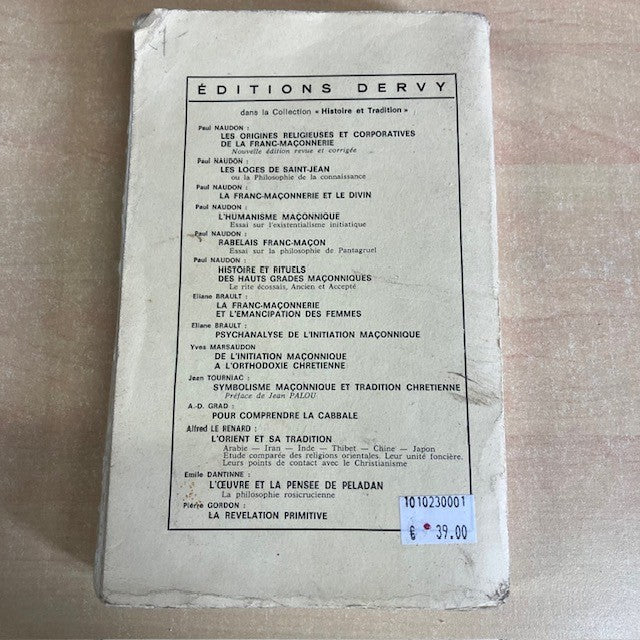 ÉDITIONS DERVY
dans la Collection « Histoire et Tradition »
Paul NAUDON :
LES ORIGINES RELIGIEUSES ET CORPORATIVES
DE LA FRANC-MAÇONNERIE
Nouvelle édition revue et corrigée
Paul NAUDON :
LES LOGES DE SAINT-JEAN
ou la Philosophie de la connaissance
Paul NAUDON :
LA FRANC-MAÇONNERIE ET LE DIVIN
Paul NAUDON :
L'HUMANISME MAÇONNIQUE
Essai sur l'existentialisme initiatique
Paul NAUDON :
RABELAIS FRANC-MAÇON
Essai sur la philosophie de Pantagruel
Paul NAUDON :
HISTOIRE ET RITUELS
DES HAUTS GRADES MAÇONNIQUES
Le rite écossais, Ancien et Accepté
Eliane BRAULT :
LA FRANC-MAÇONNERIE
ET L'EMANCIPATION DES FEMMES
Eliane BRAULT :
PSYCHANALYSE DE L'INITIATION MAÇONNIQUE
Yves MARSAUDON
DE L'INITIATION MAÇONNIQUE
A L'ORTHODOXIE CHRETIENNE
Jean TOURNIAC :
SYMBOLISME MAÇONNIQUE ET TRADITION CHRETIENNE
Préface de Jean PALOU
A.-D. GRAD :
POUR COMPRENDRE LA CABBALE
Alfred LE RENARD :
L'ORIENT ET SA TRADITION
Arabie — Iran — Inde — Thibet — Chine — Japon
Etude comparée des religions orientales. Leur unité foncière.
Leurs points de contact avec le Christianisme
Emile DANTINNE :
L'ŒUVRE ET LA PENSEE DE PELADAN
La philosophie rosicrucienne
Pierre GORDON :
LA REVELATION PRIMITIVE
1010230001
€ 39.00